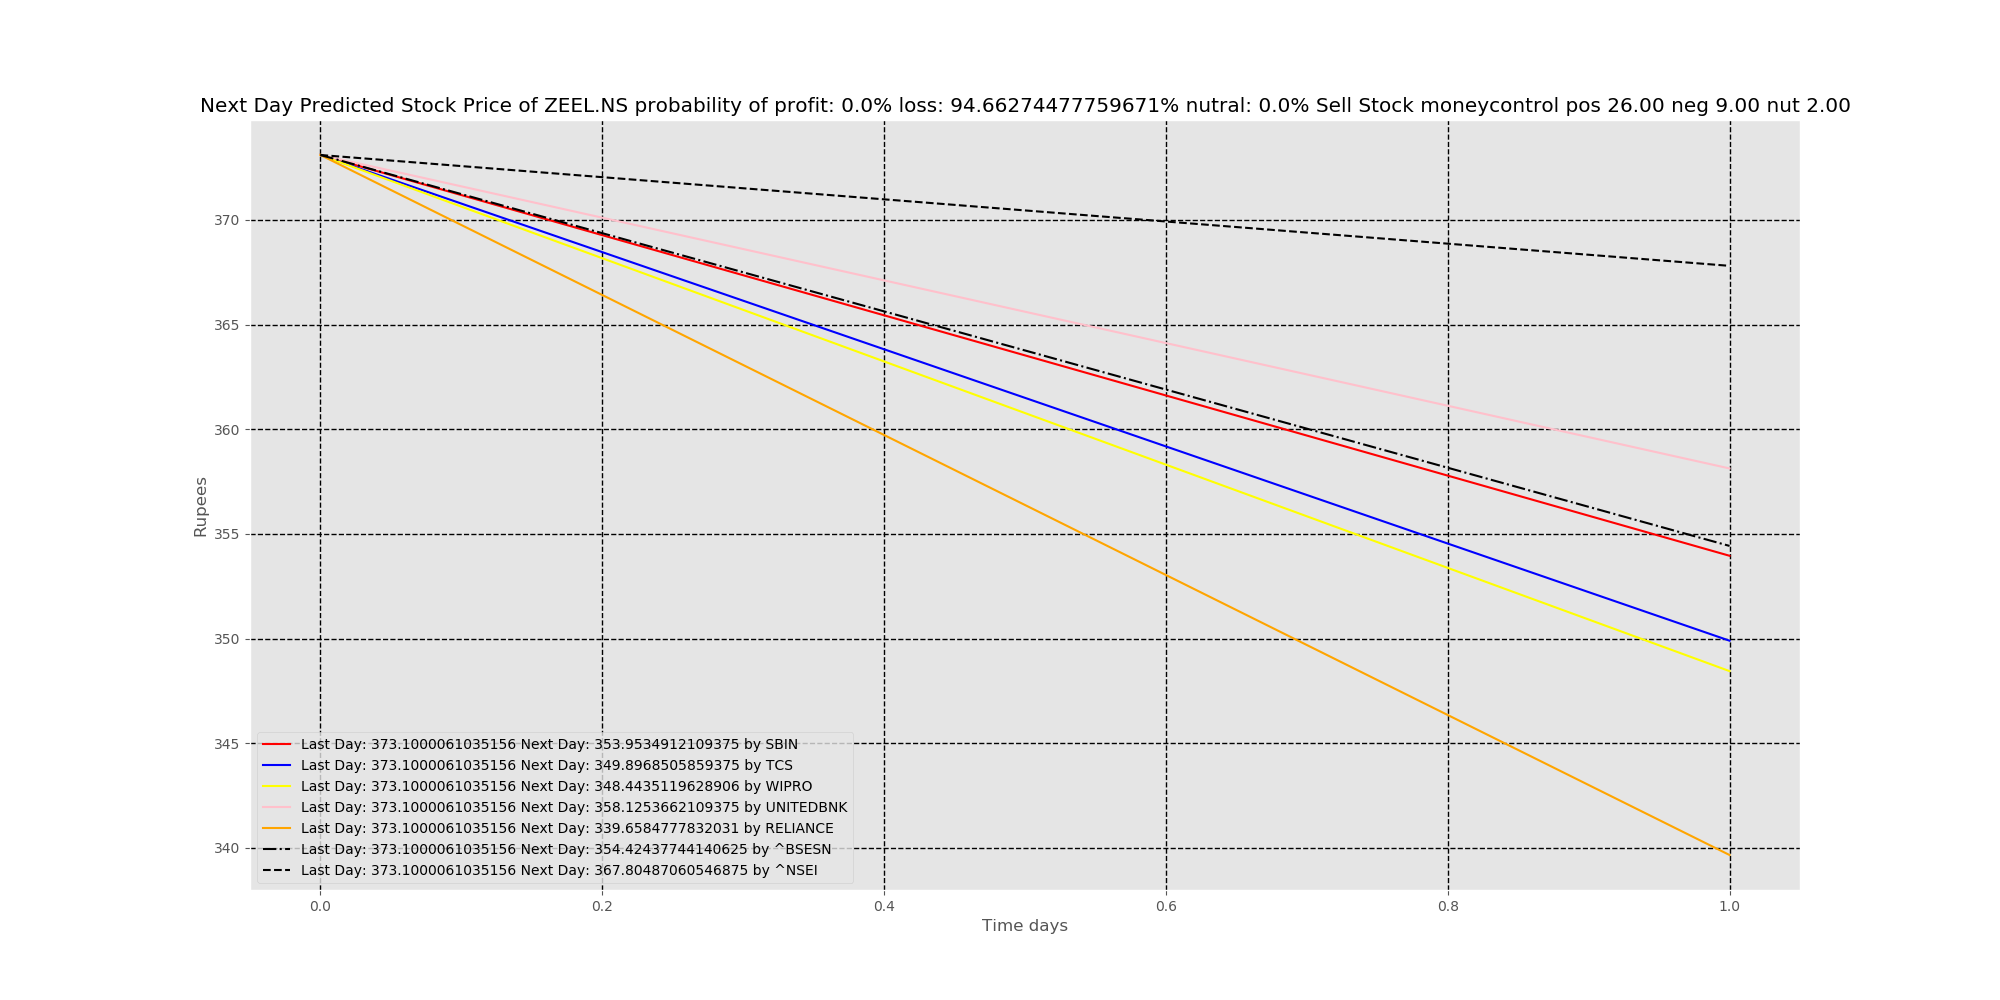 Next Day Predicted Stock Price of ZEEL.NS probability of profit: 0.0% loss: 94.66274477759671% nutral: 0.0% Sell Stock moneycontrol pos 26.00 neg 9.00 nut 2.00
370
365
360
355
350
345
340
Rupees
Last Day: 373.1000061035156 Next Day: 353.9534912109375 by SBIN
Last Day: 373.1000061035156 Next Day: 349.8968505859375 by TCS
Last Day: 373.1000061035156 Next Day: 348.4435119628906 by WIPRO
Last Day: 373.1000061035156 Next Day: 358.1253662109375 by UNITEDBNK
Last Day: 373.1000061035156 Next Day: 339.6584777832031 by RELIANCE
Last Day: 373.1000061035156 Next Day: 354.42437744140625 by ^BSESN
Last Day: 373.1000061035156 Next Day: 367.80487060546875 by ^NSEI
0.0 0.2 0.4 0.6 0.8 1.0
Time days